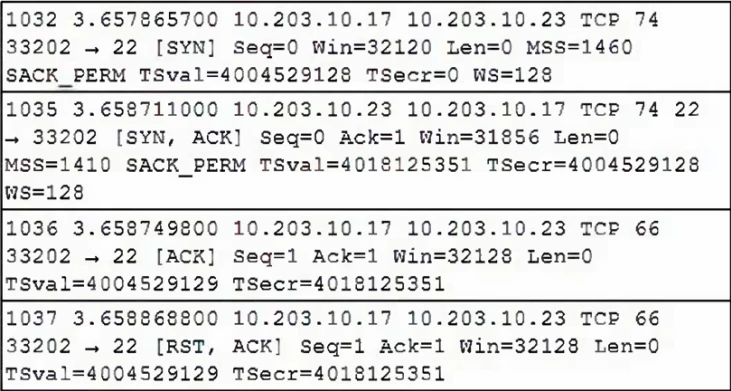 1032 3.657865700 10.203.10.17 10.203.10.23 TCP 74
33202 → 22 [SYN] Seq=0 Win=32120 Len=0 MSS=1460
SACK_PERM TSval=4004529128 TSecr=0 WS=128
1035 3.658711000 10.203.10.23 10.203.10.17 TCP 74 22
→ 33202 [SYN, ACK] Seq=0 Ack=1 Win=31856 Len=0
MSS=1410 SACK_PERM TSval=4018125351 TSecr=4004529128
WS=128
1036 3.658749800 10.203.10.17 10.203.10.23 TCP 66
33202 → 22 [ACK] Seq=1 Ack=1 Win=32128 Len=0
TSval=4004529129 TSecr=4018125351
1037 3.658868800 10.203.10.17 10.203.10.23 TCP 66
33202 → 22 [RST, ACK] Seq=1 Ack=1 Win=32128 Len=0
TSval=4004529129 TSecr=4018125351